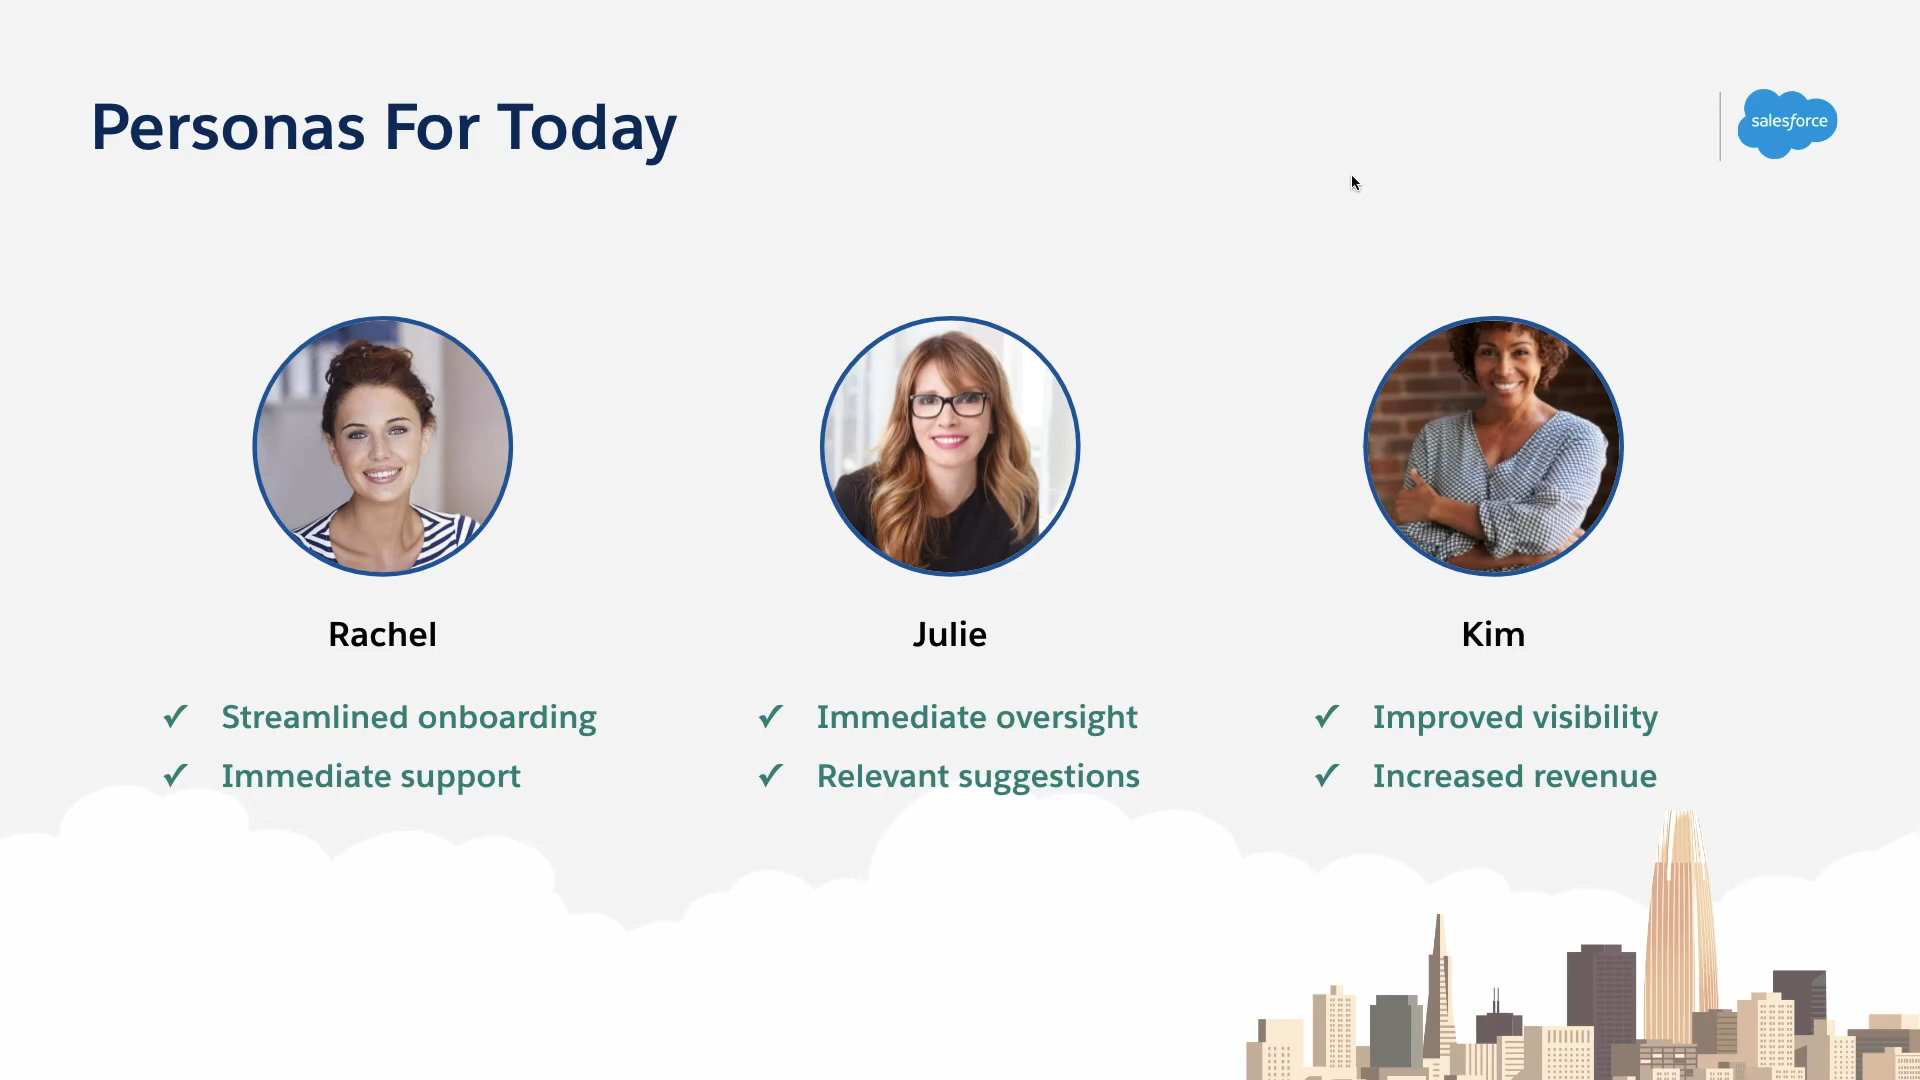 Personas For Today
salesforce
Rachel
Julie
Kim
✓ Streamlined onboarding
✓ Immediate support
✓ Immediate oversight
✓ Relevant suggestions
✓ Improved visibility
✓ Increased revenue